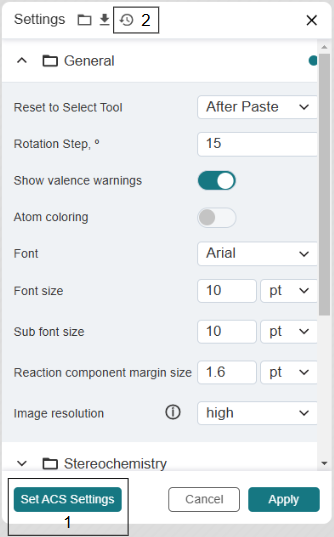 Settings 2
General
Reset to Select Tool After Paste
Rotation Step, º 15
Show valence warnings
Atom coloring
Font Arial
Font size 10 pt
Sub font size 10 pt
Reaction component margin size 1.6 pt
Image resolution high
Stereochemistry
Set ACS Settings Cancel Apply
1